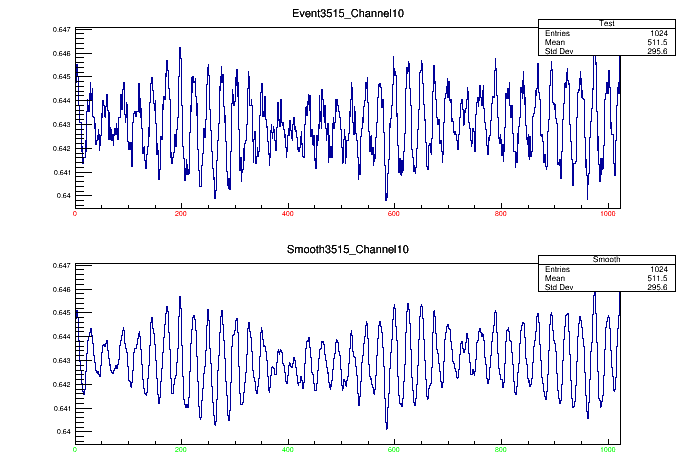 Event3515_Channel10
Test
Entries 1024
Mean 511.5
Std Dev 295.6
0.647
0.646
0.645
0.644
0.643
0.642
0.641
0.64
0 200 400 600 800 1000
Smooth3515_Channel10
Smooth
Entries 1024
Mean 511.5
Std Dev 295.6
0.647
0.646
0.645
0.644
0.643
0.642
0.641
0.64
0 200 400 600 800 1000